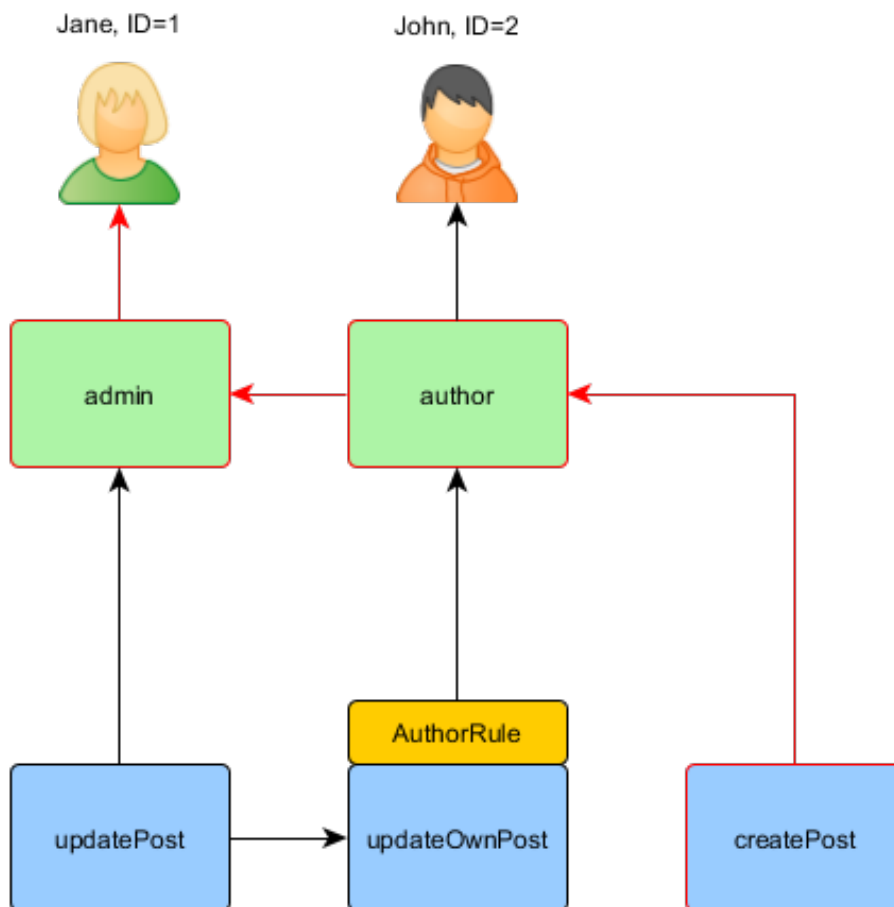 Jane, ID=1
John, ID=2
admin
author
AuthorRule
updatePost
updateOwnPost
createPost